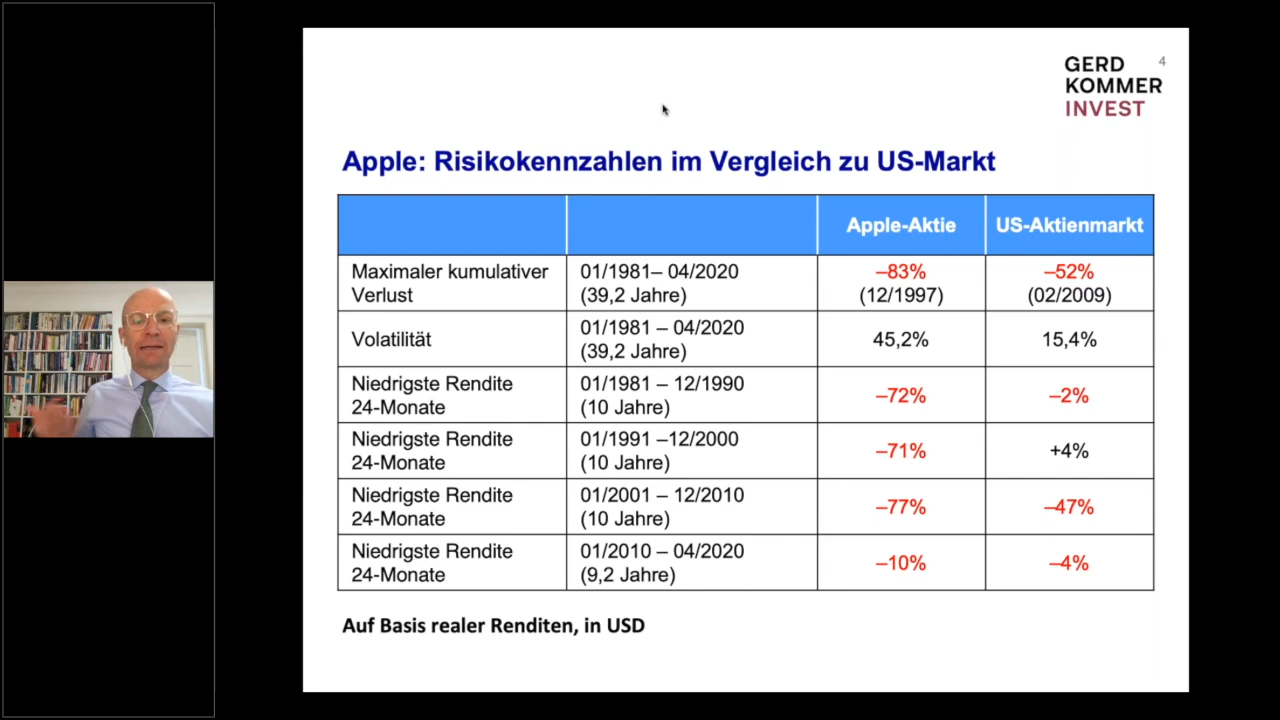 GERD
4
KOMMER
INVEST
Apple: Risikokennzahlen im Vergleich zu US-Markt
Apple-Aktie
US-Aktienmarkt
Maximaler kumulativer
Verlust
01/1981– 04/2020
(39,2 Jahre)
–83%
(12/1997)
–52%
(02/2009)
Volatilität
01/1981 – 04/2020
(39,2 Jahre)
45,2%
15,4%
Niedrigste Rendite
24-Monate
01/1981 – 12/1990
(10 Jahre)
–72%
–2%
Niedrigste Rendite
24-Monate
01/1991 –12/2000
(10 Jahre)
–71%
+4%
Niedrigste Rendite
24-Monate
01/2001 – 12/2010
(10 Jahre)
–77%
–47%
Niedrigste Rendite
24-Monate
01/2010 – 04/2020
(9,2 Jahre)
–10%
–4%
Auf Basis realer Renditen, in USD